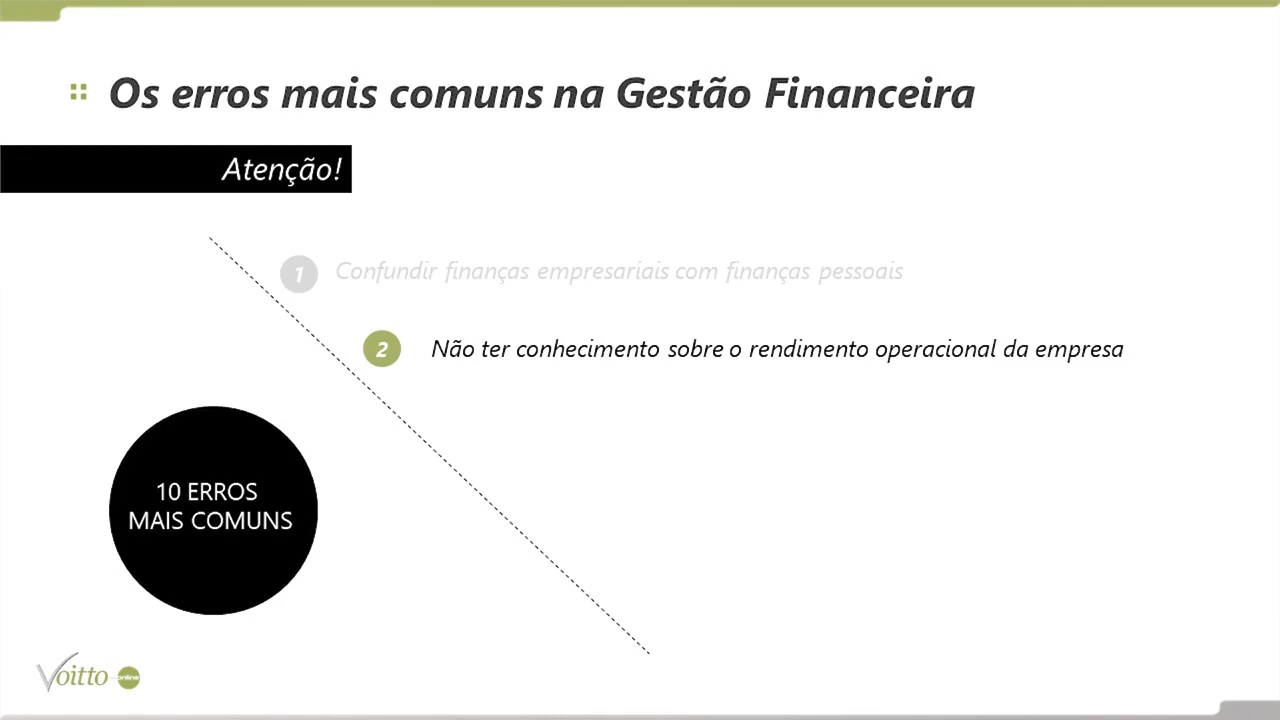 Os erros mais comuns na Gestão Financeira
Atenção!
1 Confundir finanças empresariais com finanças pessoais
2 Não ter conhecimento sobre o rendimento operacional da empresa
10 ERROS
MAIS COMUNS
Voitto online